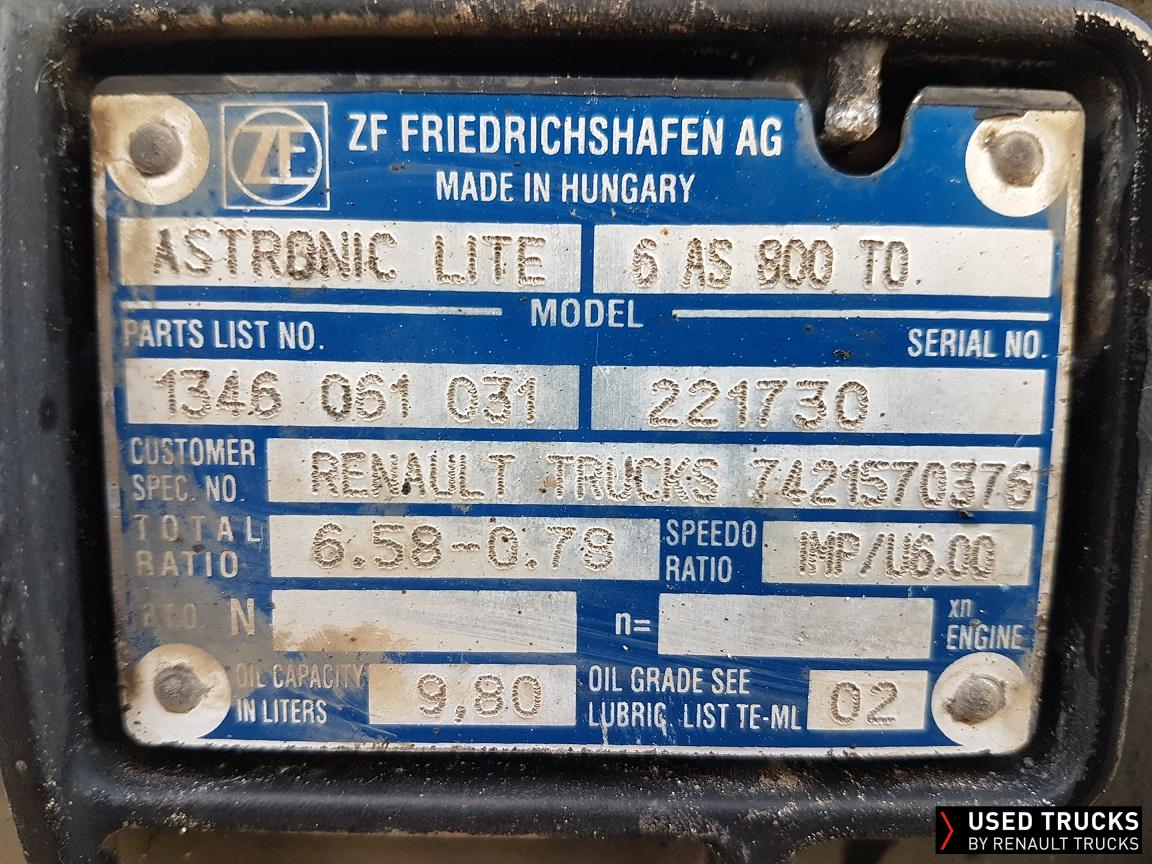 ZF
ZF FRIEDRICHSHAFEN AG
MADE IN HUNGARY
ASTRONIC LITE 6 AS 800 TO
MODEL
PARTS LIST NO. SERIAL NO.
1346 061 031 221730
CUSTOMER SPEC. NO. RENAULT TRUCKS 7421570376
TOTAL RATIO 6.58-0.78 SPEEDO RATIO IMP/U6.00
P.T.O. N n= xn ENGINE
OIL CAPACITY IN LITERS 9,80 OIL GRADE SEE LUBRIC. LIST TE-ML 02
USED TRUCKS
BY RENAULT TRUCKS